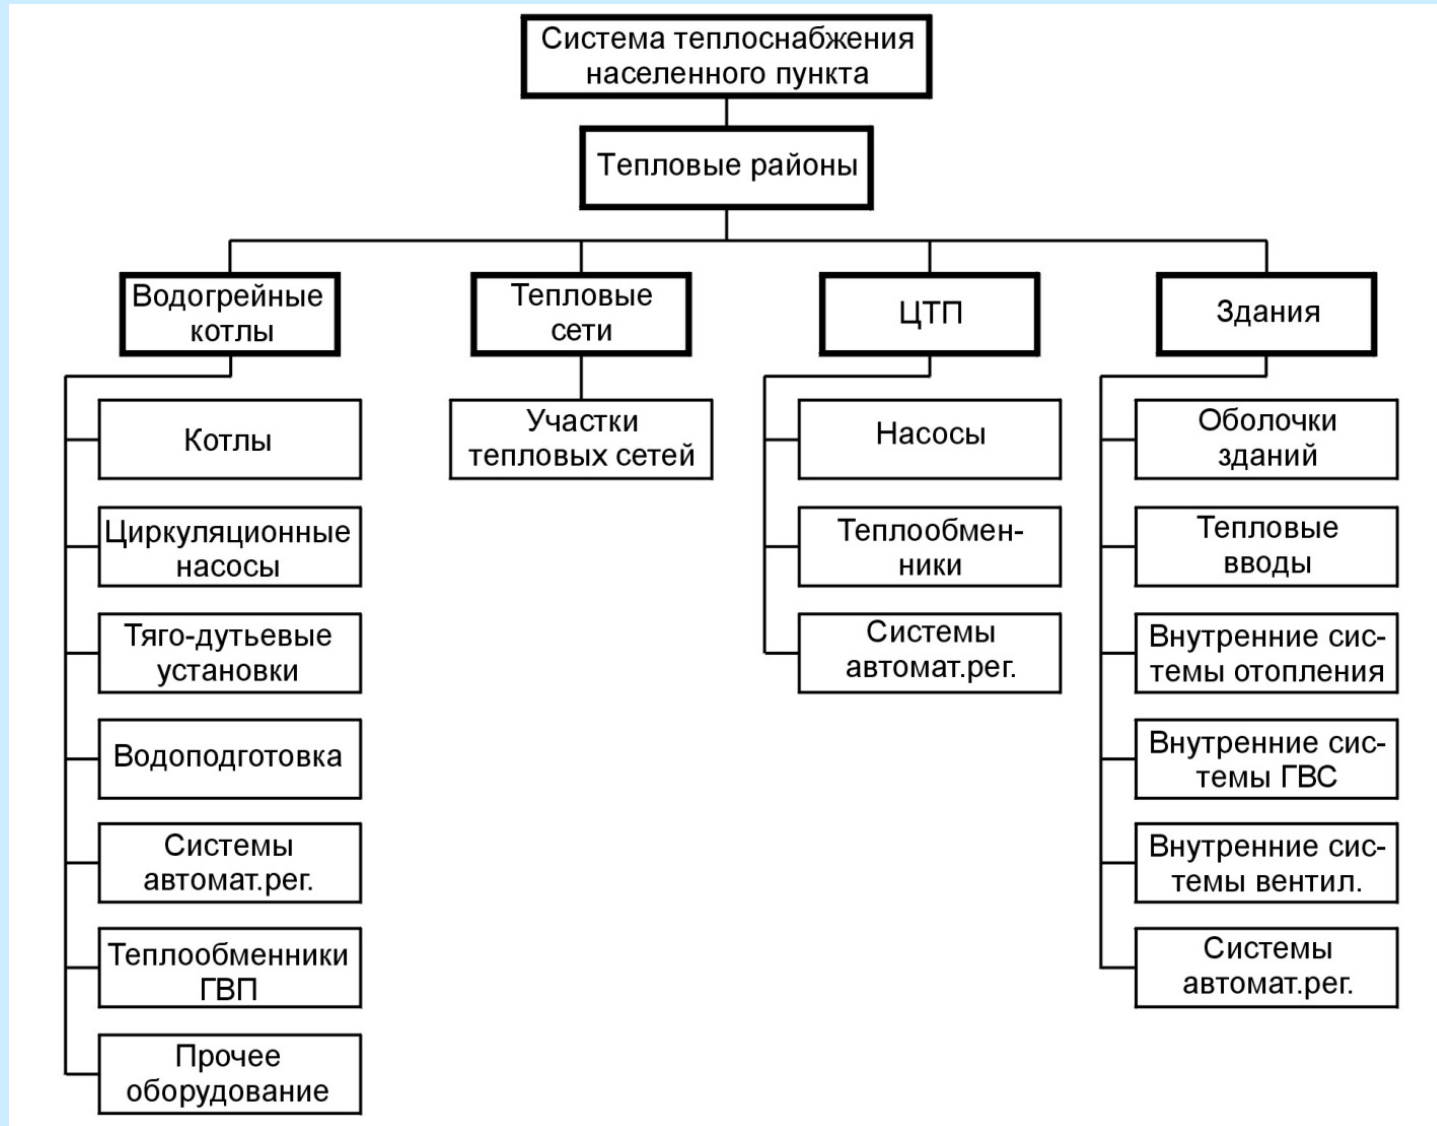 Система теплоснабжения
населенного пункта
Тепловые районы
Водогрейные
котлы
Тепловые
сети
ЦТП
Здания
Котлы
Циркуляционные
насосы
Тяго-дутьевые
установки
Водоподготовка
Системы
автомат.рег.
Теплообменники
ГВП
Прочее
оборудование
Участки
тепловых сетей
Насосы
Теплообмен-
ники
Системы
автомат.рег.
Оболочки
зданий
Тепловые
вводы
Внутренние сис-
темы отопления
Внутренние сис-
темы ГВС
Внутренние сис-
темы вентил.
Системы
автомат.рег.